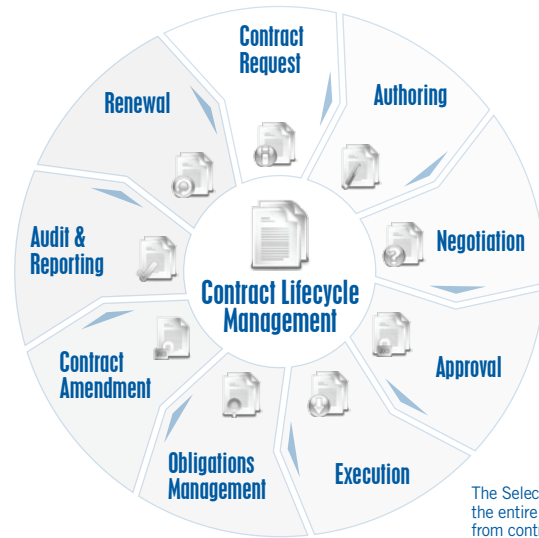 Contract
Request
Authoring
Negotiation
Approval
Execution
Obligations
Management
Contract
Amendment
Audit &
Reporting
Renewal
Contract Lifecycle
Management
The Selec
the entire
from contr